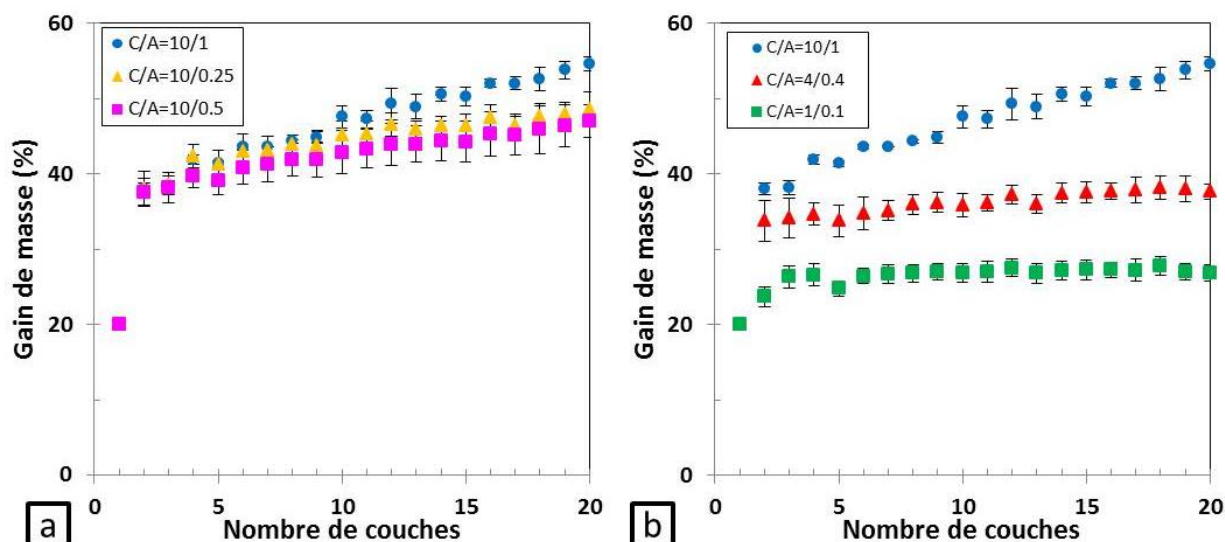 60
40
20
0
Gain de masse (%)
C/A=10/1
C/A=10/0.25
C/A=10/0.5
0 5 10 15 20
Nombre de couches
a
60
40
20
0
Gain de masse (%)
C/A=10/1
C/A=4/0.4
C/A=1/0.1
0 5 10 15 20
Nombre de couches
b